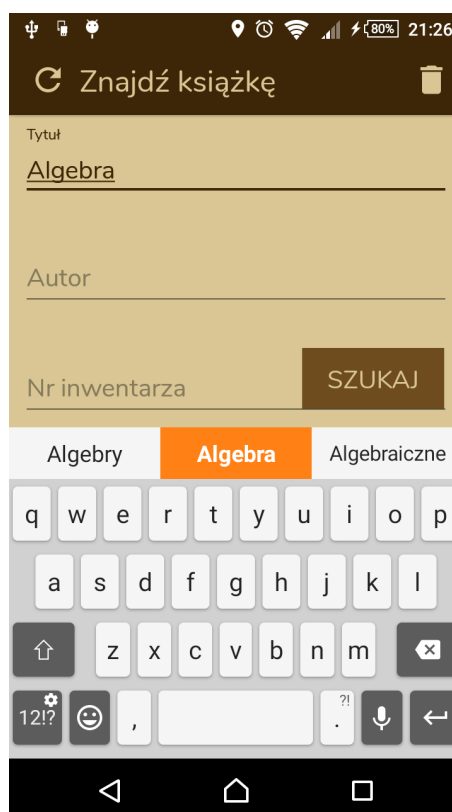 80% 21:26
Znajdź książkę
Tytuł
Algebra
Autor
Nr inwentarza
SZUKAJ
Algebry Algebra Algebraiczne
q w e r t y u i o p
a s d f g h j k l
z x c v b n m
12!? , . ?!